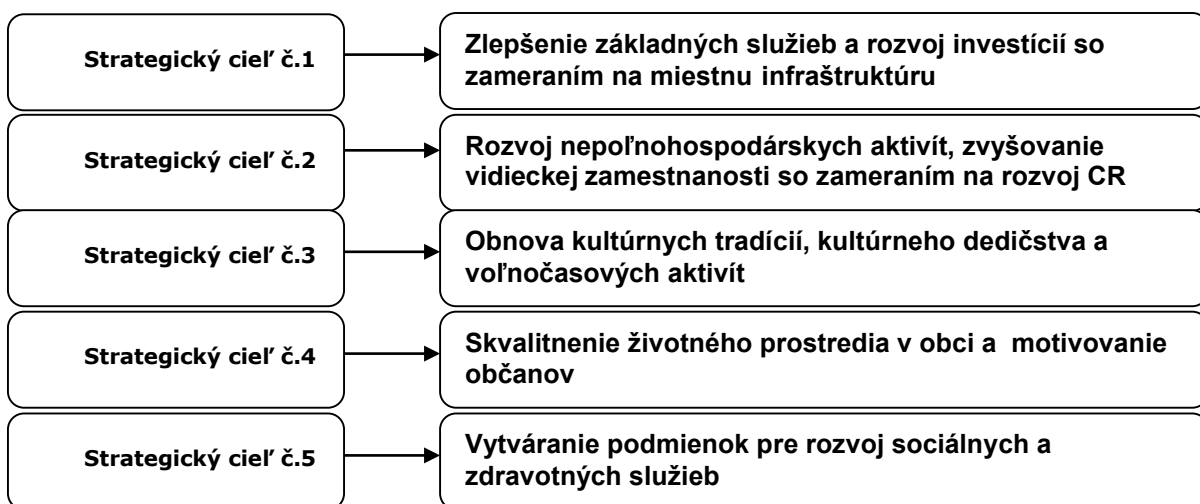 Strategický cieľ č.1
Zlepšenie základných služieb a rozvoj investícií so
zameraním na miestnu infraštruktúru
Strategický cieľ č.2
Rozvoj nepoľnohospodárskych aktivít, zvyšovanie
vidieckej zamestnanosti so zameraním na rozvoj CR
Strategický cieľ č.3
Obnova kultúrnych tradícií, kultúrneho dedičstva a
voľnočasových aktivít
Strategický cieľ č.4
Skvalitnenie životného prostredia v obci a motivovanie
občanov
Strategický cieľ č.5
Vytváranie podmienok pre rozvoj sociálnych a
zdravotných služieb